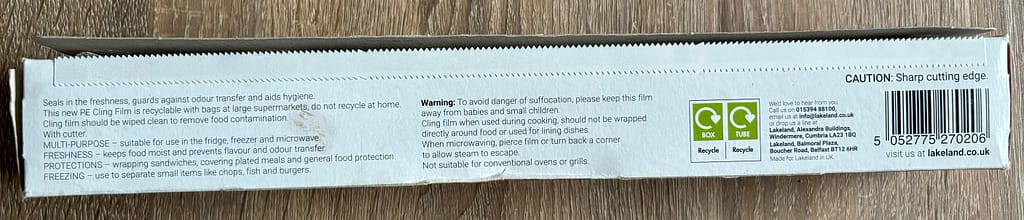 Seals in the freshness, guards against odour transfer and aids hygiene.
This new PE Cling Film is recyclable with bags at large supermarkets, do not recycle at home.
Cling film should be wiped clean to remove food contamination.
With cutter.
MULTI-PURPOSE – suitable for use in the fridge, freezer and microwave.
FRESHNESS – keeps food moist and prevents flavour and odour transfer.
PROTECTIONS – wrapping sandwiches, covering plated meals and general food protection.
FREEZING – use to separate small items like chops, fish and burgers.
Warning: To avoid danger of suffocation, please keep this film
away from babies and small children.
Cling film when used during cooking, should not be wrapped
directly around food or used for lining dishes.
When microwaving, pierce film or turn back a corner
to allow steam to escape.
Not suitable for conventional ovens or grills.
BOX
Recycle
TUBE
Recycle
We'd love to hear from you.
Call us on 015394 88100,
email us at info@lakeland.co.uk
or drop us a line at
Lakeland, Alexandra Buildings,
Windermere, Cumbria LA23 1BQ
Lakeland, Balmoral Plaza,
Boucher Road, Belfast BT12 6HR
Made for Lakeland in UK.
CAUTION: Sharp cutting edge.
5 052775 270206
visit us at lakeland.co.uk